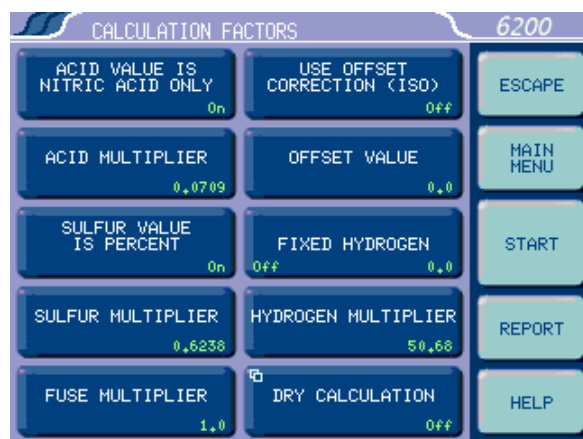 CALCULATION FACTORS
6200
ACID VALUE IS
NITRIC ACID ONLY
On
USE OFFSET
CORRECTION (ISO)
Off
ESCAPE
ACID MULTIPLIER
0.0709
OFFSET VALUE
0.0
MAIN
MENU
SULFUR VALUE
IS PERCENT
On
FIXED HYDROGEN
Off 0.0
START
SULFUR MULTIPLIER
0.6238
HYDROGEN MULTIPLIER
50.68
REPORT
FUSE MULTIPLIER
1.0
DRY CALCULATION
Off
HELP